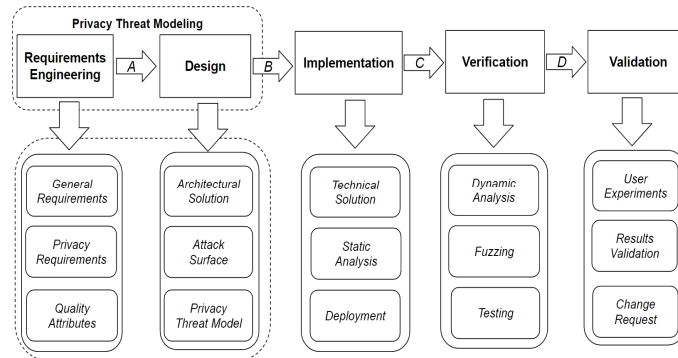 Privacy Threat Modeling
Requirements
Engineering
A
Design
B
Implementation
C
Verification
D
Validation
General
Requirements
Privacy
Requirements
Quality
Attributes
Architectural
Solution
Attack
Surface
Privacy
Threat Model
Technical
Solution
Static
Analysis
Deployment
Dynamic
Analysis
Fuzzing
Testing
User
Experiments
Results
Validation
Change
Request